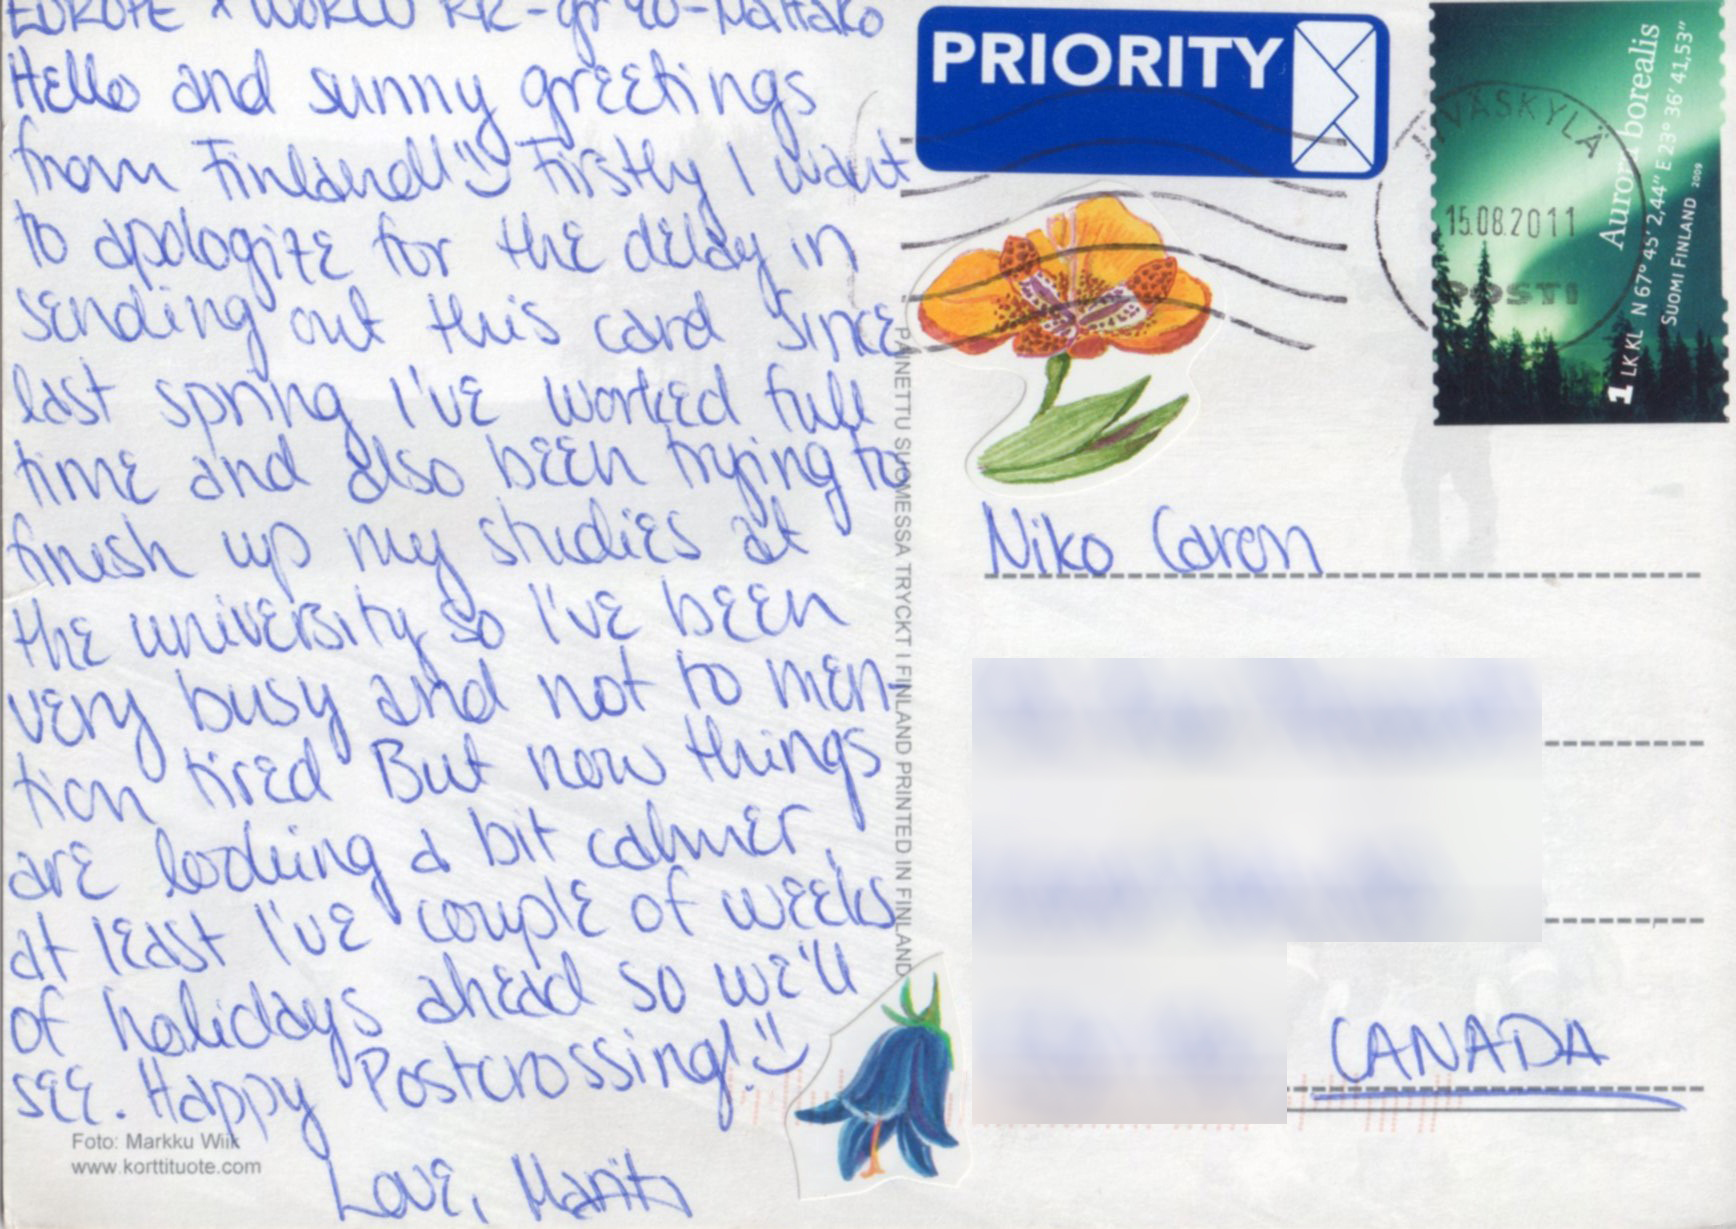 EUROPE x WORLD RR - gr 40 - Maitako
Hello and sunny greetings
from Finland!! :) Firstly I want
to apologize for the delay in
sending out this card. Since
last spring I've worked full
time and also been trying to
finish up my studies at
the university so I've been
very busy and not to men-
tion tired. But now things
are looking a bit calmer,
at least I've couple of weeks
of holidays ahead so we'll
see. Happy Postcrossing! :)
Love, Marit
Foto: Markku Wiik
www.korttituote.com
PAINETTU SUOMESSA TRYCKT I FINLAND PRINTED IN FINLAND
PRIORITY
JYVÄSKYLÄ
15.08.2011
POSTI
Aurora borealis
1 LK KL N 67° 45' 2,44" E 23° 36' 41,53"
SUOMI FINLAND 2009
Niko Caron
CANADA